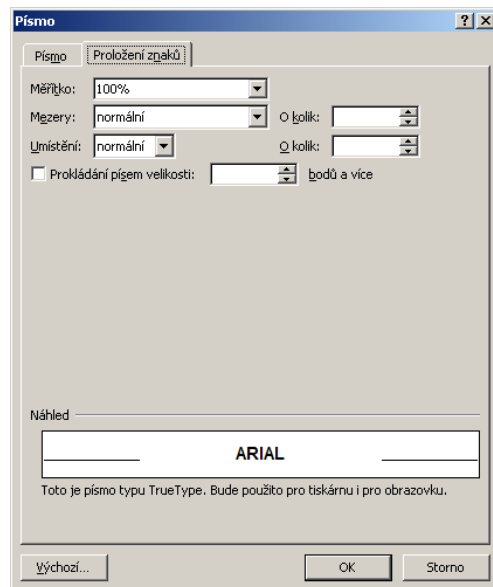 Písmo
Písmo Proložení znaků
Měřítko: 100%
Mezery: normální O kolik:
Umístění: normální O kolik:
Prokládání písem velikosti: bodů a více
Náhled
ARIAL
Toto je písmo typu TrueType. Bude použito pro tiskárnu i pro obrazovku.
Výchozí... OK Storno